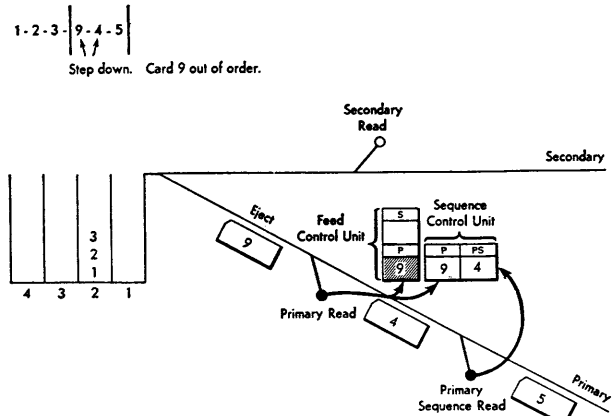 1 - 2 - 3 - 9 - 4 - 5
Step down. Card 9 out of order.
Secondary
Read
Secondary
Eject
Feed
Control Unit
Sequence
Control Unit
S
P
9
P
PS
9
4
9
3
2
1
4
3
2
1
Primary Read
4
Primary
Sequence Read
5
Primary